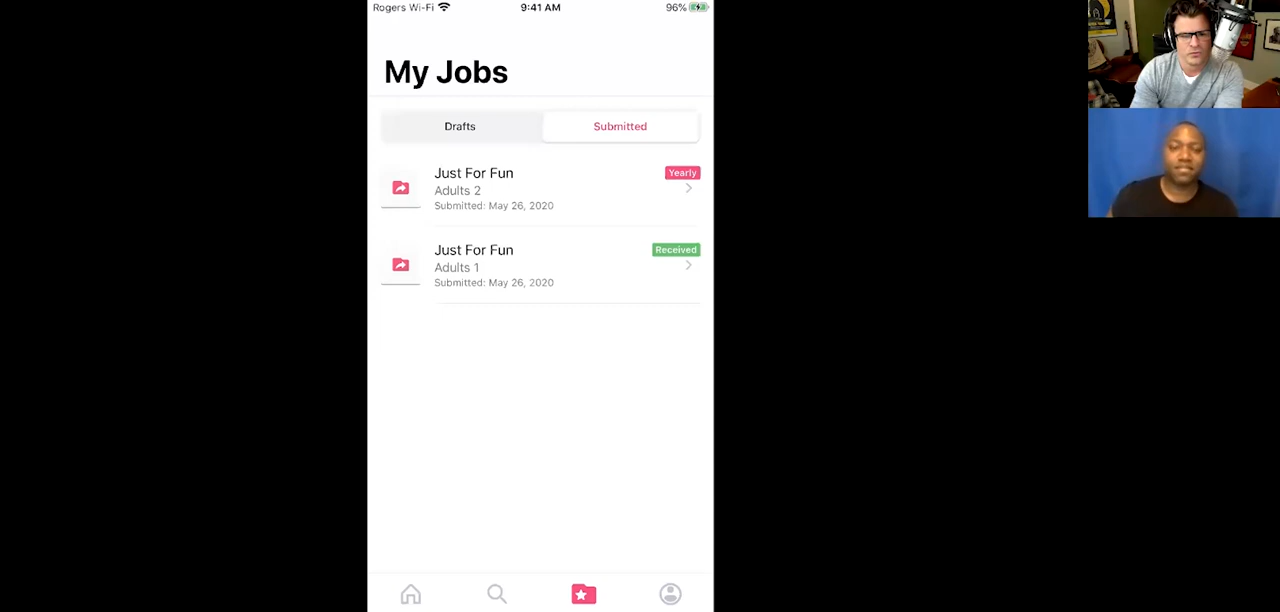 Rogers Wi-Fi
9:41 AM
96%
My Jobs
Drafts
Submitted
Just For Fun
Yearly
Adults 2
Submitted: May 26, 2020
Just For Fun
Received
Adults 1
Submitted: May 26, 2020